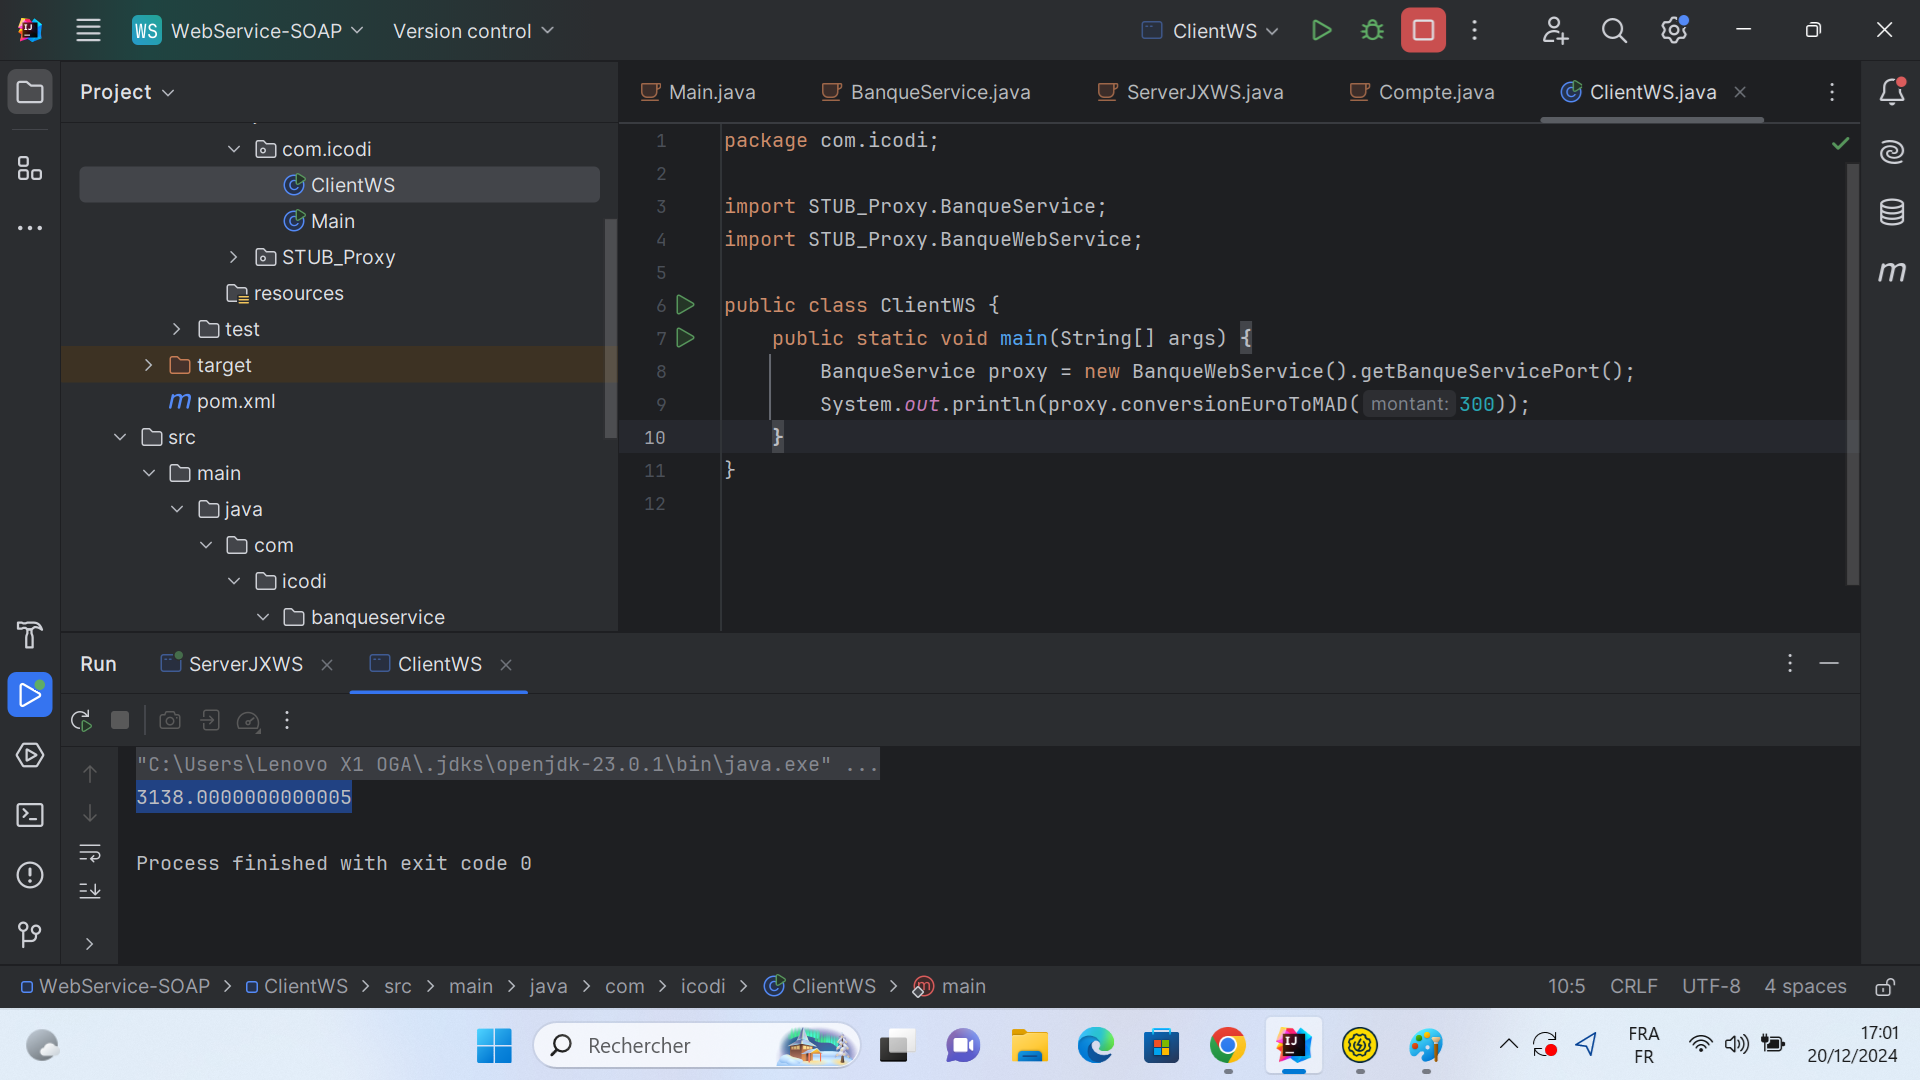 WS WebService-SOAP Version control ClientWS
Project
com.icodi
ClientWS
Main
STUB_Proxy
resources
test
target
m pom.xml
src
main
java
com
icodi
banqueservice
Main.java BanqueService.java ServerJXWS.java Compte.java ClientWS.java
1 package com.icodi;
2
3 import STUB_Proxy.BanqueService;
4 import STUB_Proxy.BanqueWebService;
5
6 public class ClientWS {
7 public static void main(String[] args) {
8 BanqueService proxy = new BanqueWebService().getBanqueServicePort();
9 System.out.println(proxy.conversionEuroToMAD( montant: 300));
10 }
11 }
12
m
Run ServerJXWS ClientWS
"C:\Users\Lenovo X1 OGA\.jdks\openjdk-23.0.1\bin\java.exe" ...
3138.0000000000005
Process finished with exit code 0
WebService-SOAP > ClientWS > src > main > java > com > icodi > ClientWS > main 10:5 CRLF UTF-8 4 spaces
Rechercher
FRA
FR
17:01
20/12/2024